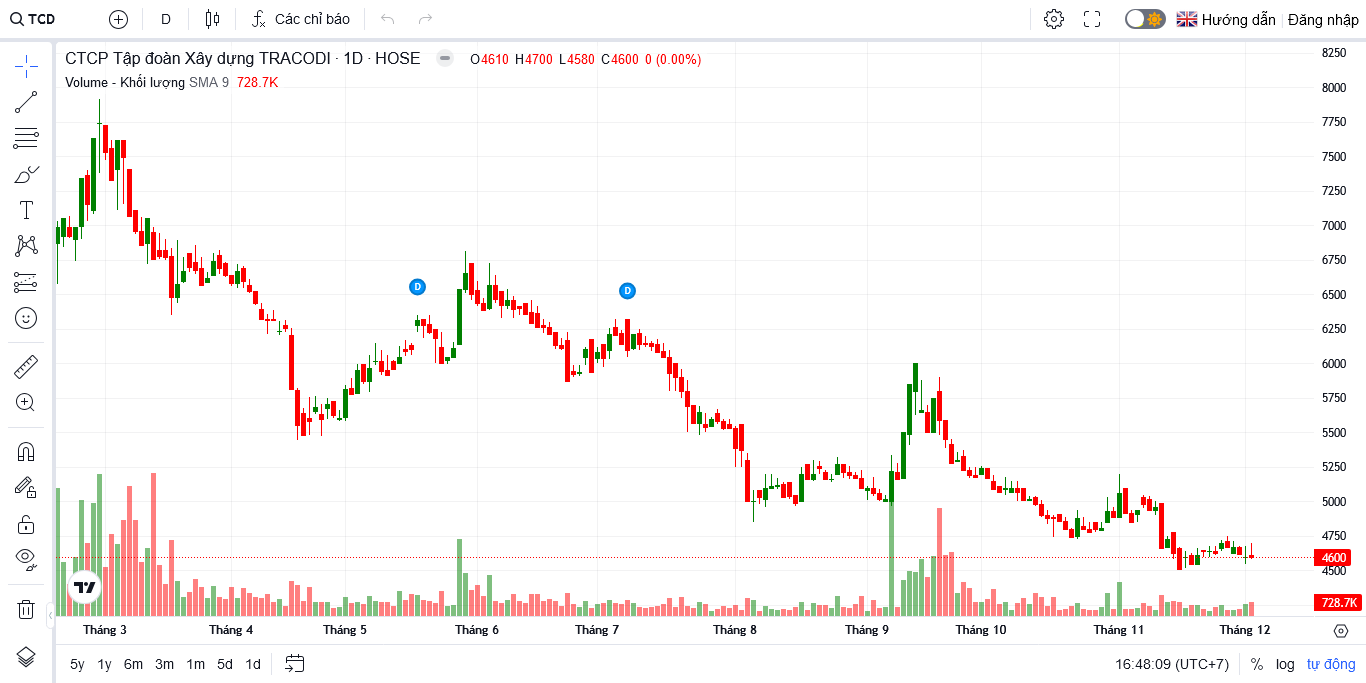 TCD D Các chỉ báo Hướng dẫn Đăng nhập
CTCP Tập đoàn Xây dựng TRACODI · 1D · HOSE O4610 H4700 L4580 C4600 0 (0.00%)
Volume - Khối lượng SMA 9 728.7K
8250
8000
7750
7500
7250
7000
6750
6500
6250
6000
5750
5500
5250
5000
4750
4600
4500
728.7K
D
D
Tháng 3 Tháng 4 Tháng 5 Tháng 6 Tháng 7 Tháng 8 Tháng 9 Tháng 10 Tháng 11 Tháng 12
5y 1y 6m 3m 1m 5d 1d 16:48:09 (UTC+7) % log tự động